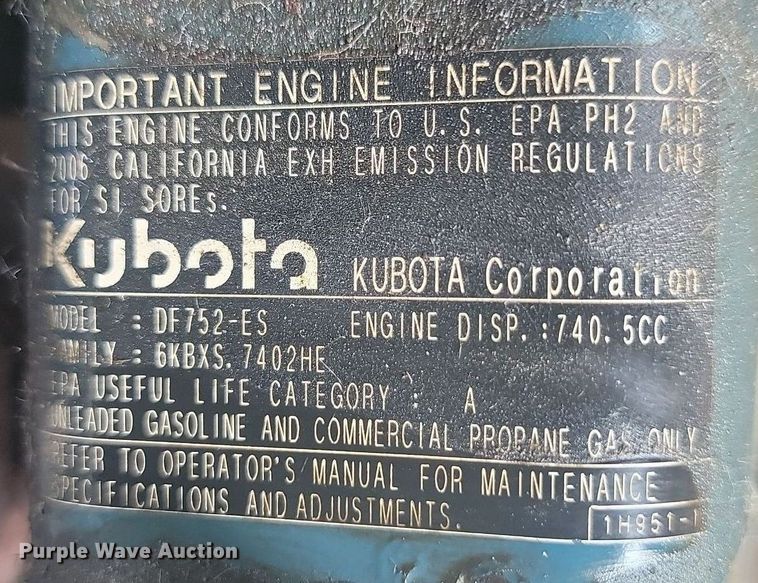 IMPORTANT ENGINE INFORMATION
THIS ENGINE CONFORMS TO U.S. EPA PH2 AND
2006 CALIFORNIA EXH EMISSION REGULATIONS
FOR SI SOREs.
Kubota KUBOTA Corporation
MODEL : DF752-ES ENGINE DISP.:740.5CC
FAMILY : 6KBXS.7402HE
EPA USEFUL LIFE CATEGORY : A
UNLEADED GASOLINE AND COMMERCIAL PROPANE GAS ONLY
REFER TO OPERATOR'S MANUAL FOR MAINTENANCE
SPECIFICATIONS AND ADJUSTMENTS.
1H961-1
Purple Wave Auction